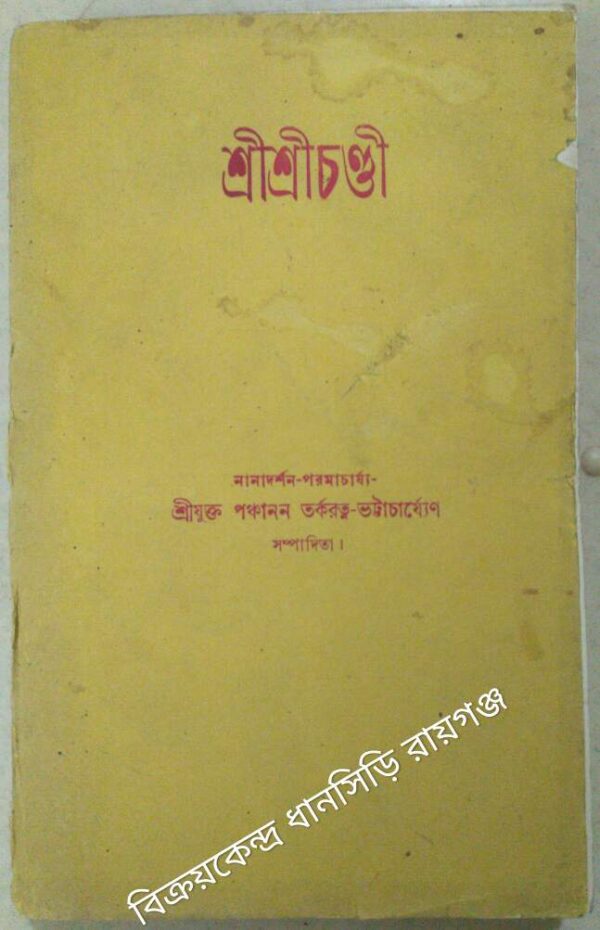 শ্রীশ্রীচণ্ডী
নানাদর্শন-পরমাচার্য্য-
শ্রীযুক্ত পঞ্চানন তর্করত্ন-ভট্টাচার্য্যেণ
সম্পাদিতা।
বিক্রয়কেন্দ্র ধানসিড়ি রায়গঞ্জ